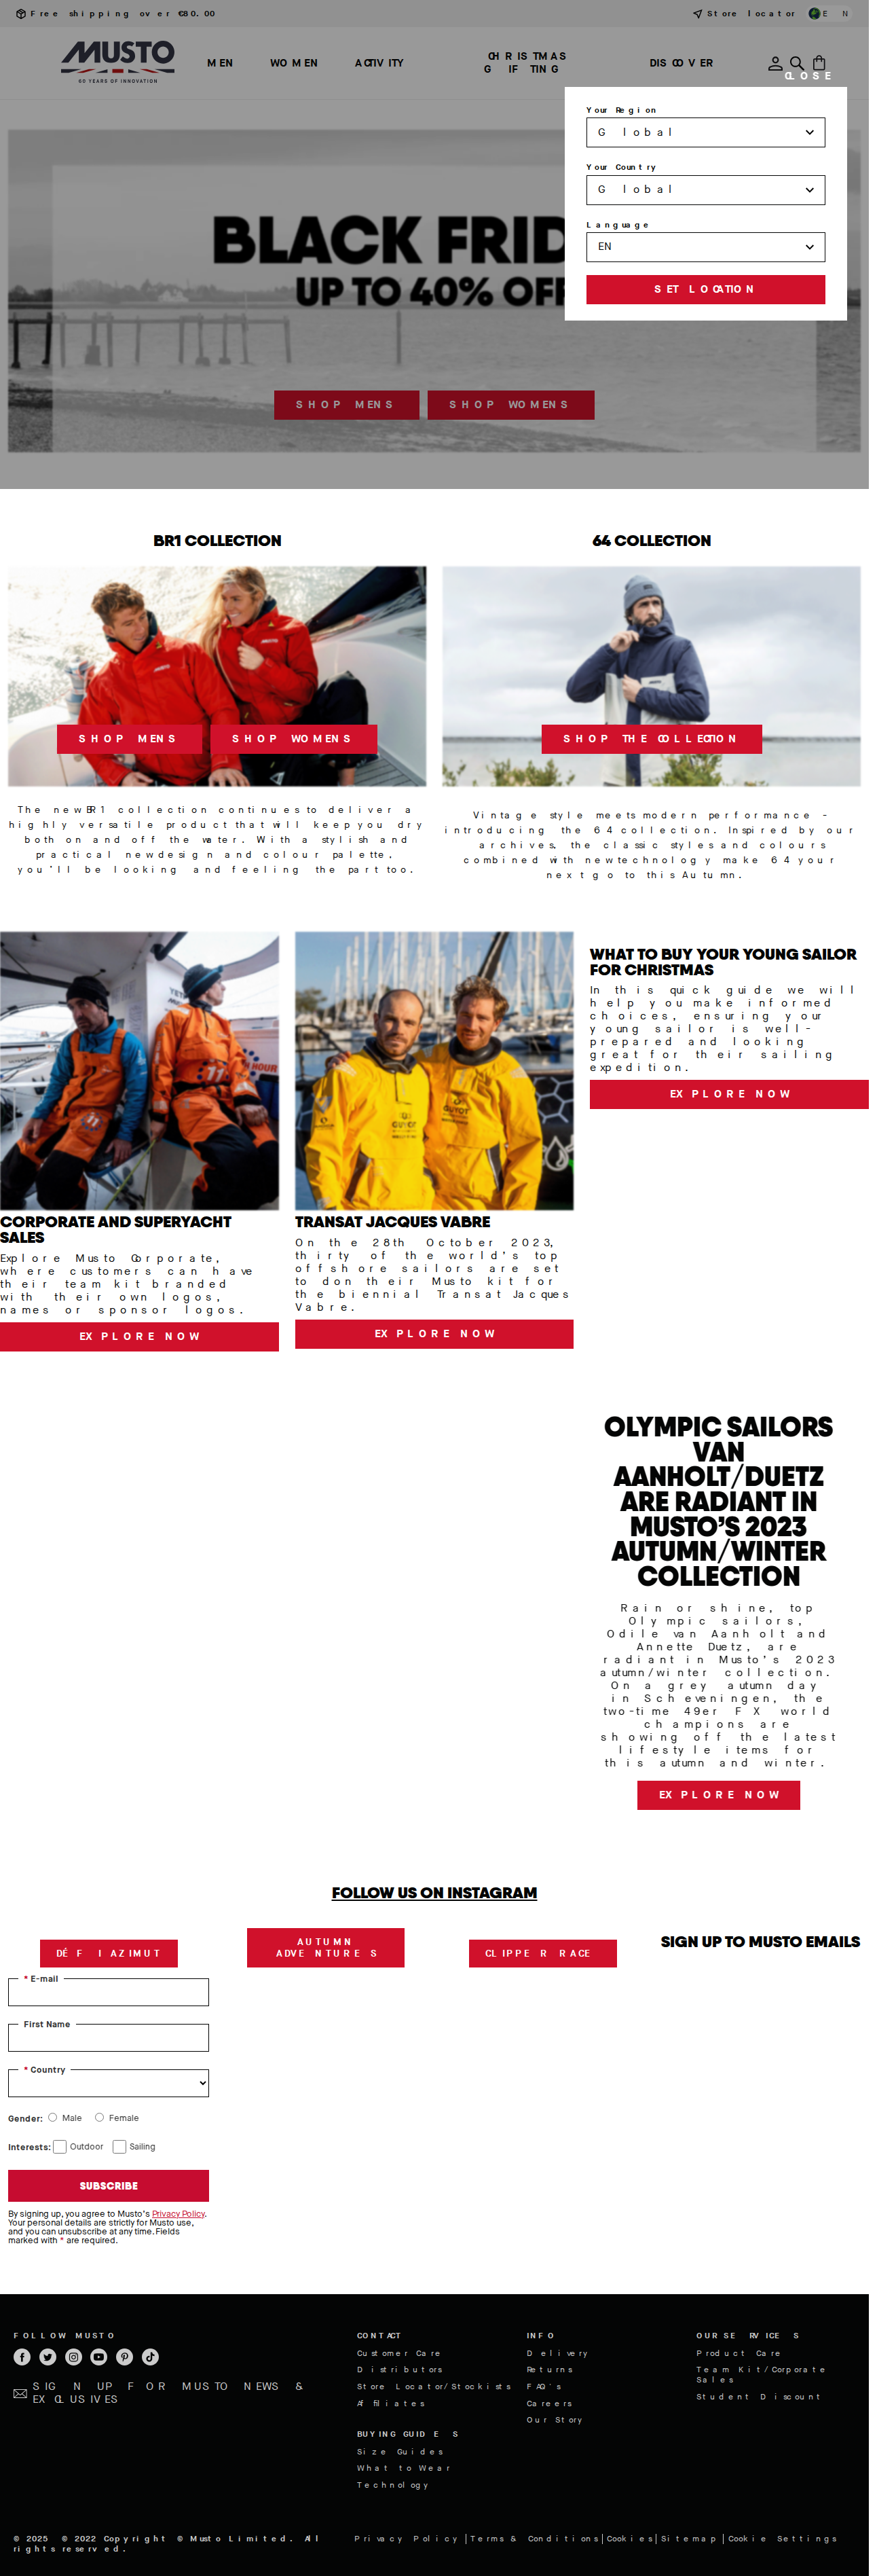 Free shipping over €80.00
Store locator
EN
MUSTO
60 YEARS OF INNOVATION
MEN
WOMEN
ACTIVITY
CHRISTMAS
GIFTING
DISCOVER
CLOSE
Your Region
Global
Your Country
Global
Language
EN
SET LOCATION
BLACK FRID
UP TO 40% OFF
SHOP MENS
SHOP WOMENS
BR1 COLLECTION
SHOP MENS
SHOP WOMENS
The new BR1 collection continues to deliver a
highly versatile product that will keep you dry
both on and off the water. With a stylish and
practical new design and colour palette,
you'll be looking and feeling the part too.
64 COLLECTION
SHOP THE COLLECTION
Vintage style meets modern performance -
introducing the 64 collection. Inspired by our
archives, the classic styles and colours
combined with new technology make 64 your
next go to this Autumn.
CORPORATE AND SUPERYACHT
SALES
Explore Musto Corporate,
where customers can have
their team kit branded
with their own logos,
names or sponsor logos.
EXPLORE NOW
TRANSAT JACQUES VABRE
On the 28th October 2023,
thirty of the world's top
offshore sailors are set
to don their Musto kit for
the biennial Transat Jacques
Vabre.
EXPLORE NOW
WHAT TO BUY YOUR YOUNG SAILOR
FOR CHRISTMAS
In this quick guide we will
help you make informed
choices, ensuring your
young sailor is well-
prepared and looking
great for their sailing
expedition.
EXPLORE NOW
OLYMPIC SAILORS
VAN
AANHOLT/DUETZ
ARE RADIANT IN
MUSTO'S 2023
AUTUMN/WINTER
COLLECTION
Rain or shine, top
Olympic sailors,
Odile van Aanholt and
Annette Duetz, are
radiant in Musto's 2023
autumn/winter collection.
On a grey autumn day
in Scheveningen, the
two-time 49er FX world
champions are
showing off the latest
lifestyle items for
this autumn and winter.
EXPLORE NOW
FOLLOW US ON INSTAGRAM
DÉFI AZIMUT
AUTUMN
ADVENTURES
CLIPPER RACE
SIGN UP TO MUSTO EMAILS
* E-mail
First Name
* Country
Gender: Male Female
Interests: Outdoor Sailing
SUBSCRIBE
By signing up, you agree to Musto's Privacy Policy.
Your personal details are strictly for Musto use,
and you can unsubscribe at any time. Fields
marked with * are required.
FOLLOW MUSTO
SIGN UP FOR MUSTO NEWS &
EXCLUSIVES
CONTACT
Customer Care
Distributors
Store Locator/Stockists
Affiliates
BUYING GUIDES
Size Guides
What to Wear
Technology
INFO
Delivery
Returns
FAQ's
Careers
Our Story
OUR SERVICES
Product Care
Team Kit/Corporate
Sales
Student Discount
© 2025 © 2022 Copyright © Musto Limited. All
rights reserved.
Privacy Policy | Terms & Conditions | Cookies | Sitemap | Cookie Settings